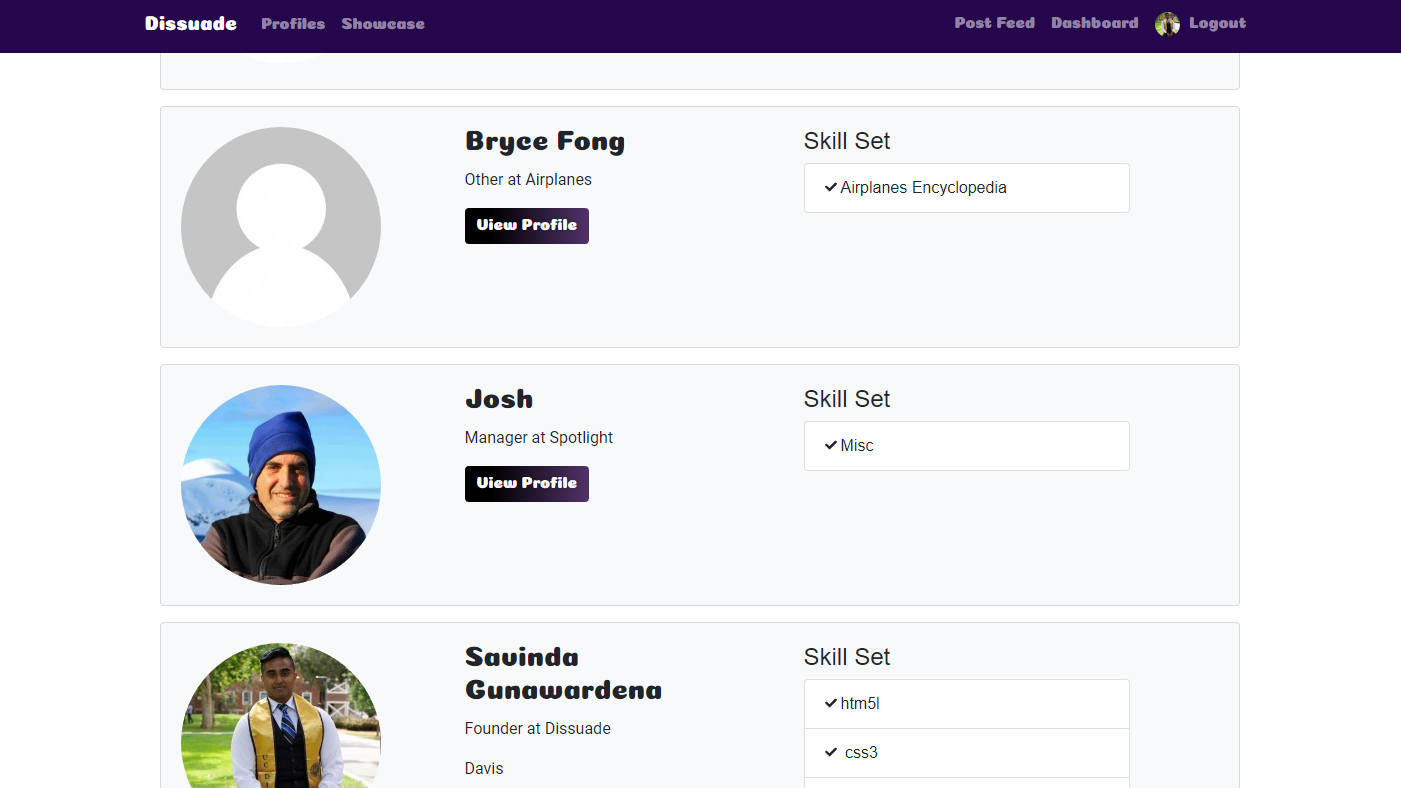 Dissuade Profiles Showcase Post Feed Dashboard Logout
Bryce Fong
Other at Airplanes
View Profile
Skill Set
Airplanes Encyclopedia
Josh
Manager at Spotlight
View Profile
Skill Set
Misc
Savinda
Gunawardena
Founder at Dissuade
Davis
Skill Set
htm5l
css3